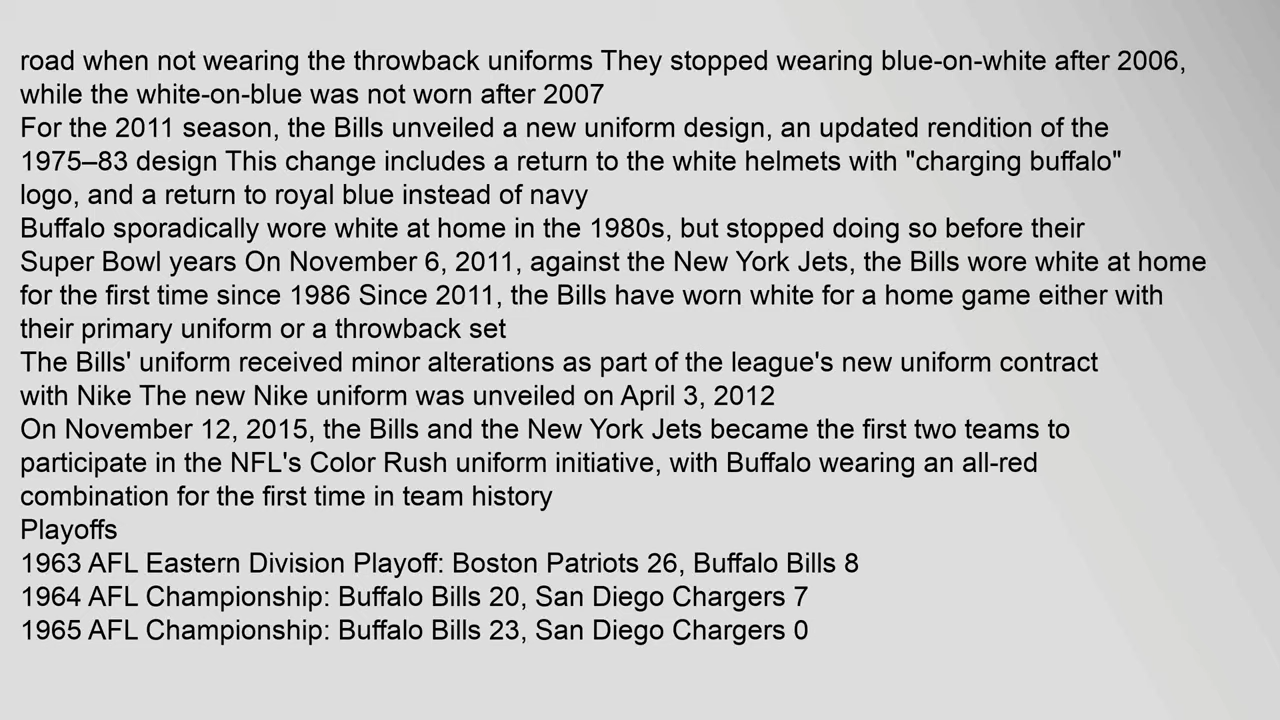 road when not wearing the throwback uniforms They stopped wearing blue-on-white after 2006,
while the white-on-blue was not worn after 2007
For the 2011 season, the Bills unveiled a new uniform design, an updated rendition of the
1975–83 design This change includes a return to the white helmets with "charging buffalo"
logo, and a return to royal blue instead of navy
Buffalo sporadically wore white at home in the 1980s, but stopped doing so before their
Super Bowl years On November 6, 2011, against the New York Jets, the Bills wore white at home
for the first time since 1986 Since 2011, the Bills have worn white for a home game either with
their primary uniform or a throwback set
The Bills' uniform received minor alterations as part of the league's new uniform contract
with Nike The new Nike uniform was unveiled on April 3, 2012
On November 12, 2015, the Bills and the New York Jets became the first two teams to
participate in the NFL's Color Rush uniform initiative, with Buffalo wearing an all-red
combination for the first time in team history
Playoffs
1963 AFL Eastern Division Playoff: Boston Patriots 26, Buffalo Bills 8
1964 AFL Championship: Buffalo Bills 20, San Diego Chargers 7
1965 AFL Championship: Buffalo Bills 23, San Diego Chargers 0